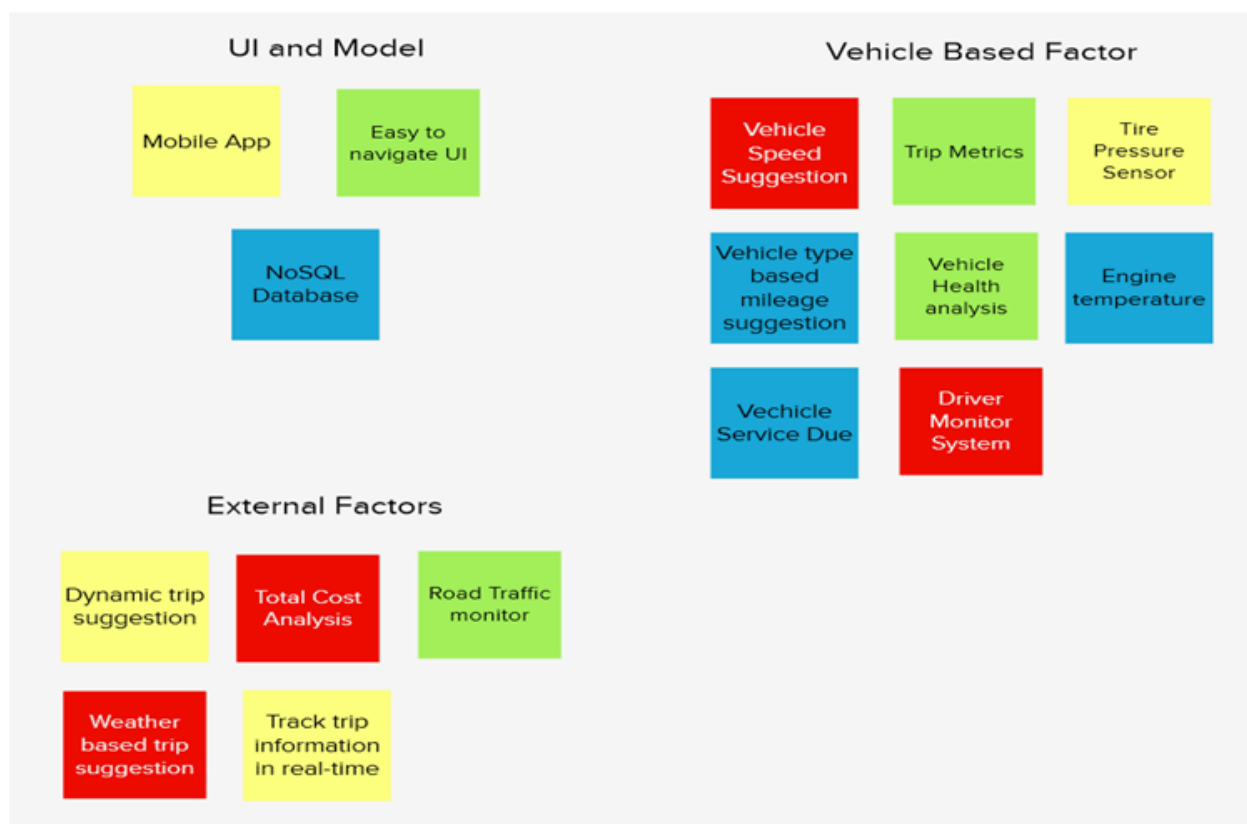 UI and Model
Mobile App
Easy to
navigate UI
NoSQL
Database
Vehicle Based Factor
Vehicle
Speed
Suggestion
Trip Metrics
Tire
Pressure
Sensor
Vehicle type
based
mileage
suggestion
Vehicle
Health
analysis
Engine
temperature
Vechicle
Service Due
Driver
Monitor
System
External Factors
Dynamic trip
suggestion
Total Cost
Analysis
Road Traffic
monitor
Weather
based trip
suggestion
Track trip
information
in real-time